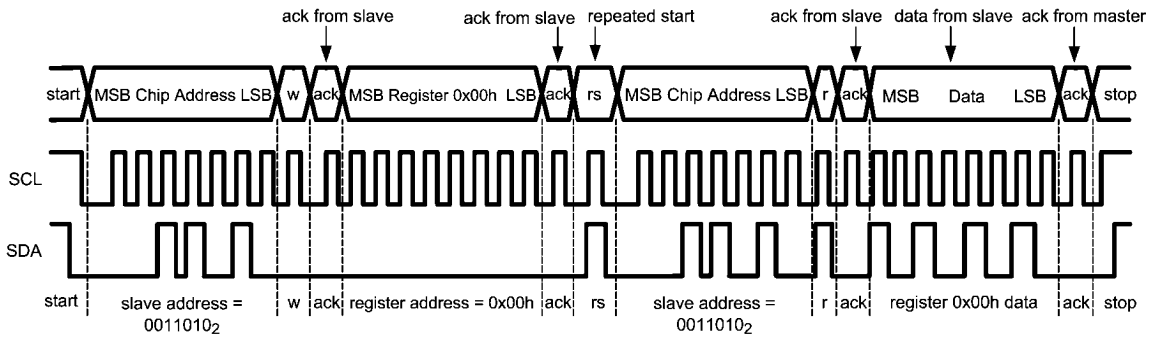 ack from slave
ack from slave
repeated start
ack from slave
data from slave
ack from master
start MSB Chip Address LSB w ack MSB Register 0x00h LSB ack rs MSB Chip Address LSB r ack MSB Data LSB ack stop
SCL
SDA
start slave address = 0011010₂ w ack register address = 0x00h ack rs slave address = 0011010₂ r ack register 0x00h data ack stop